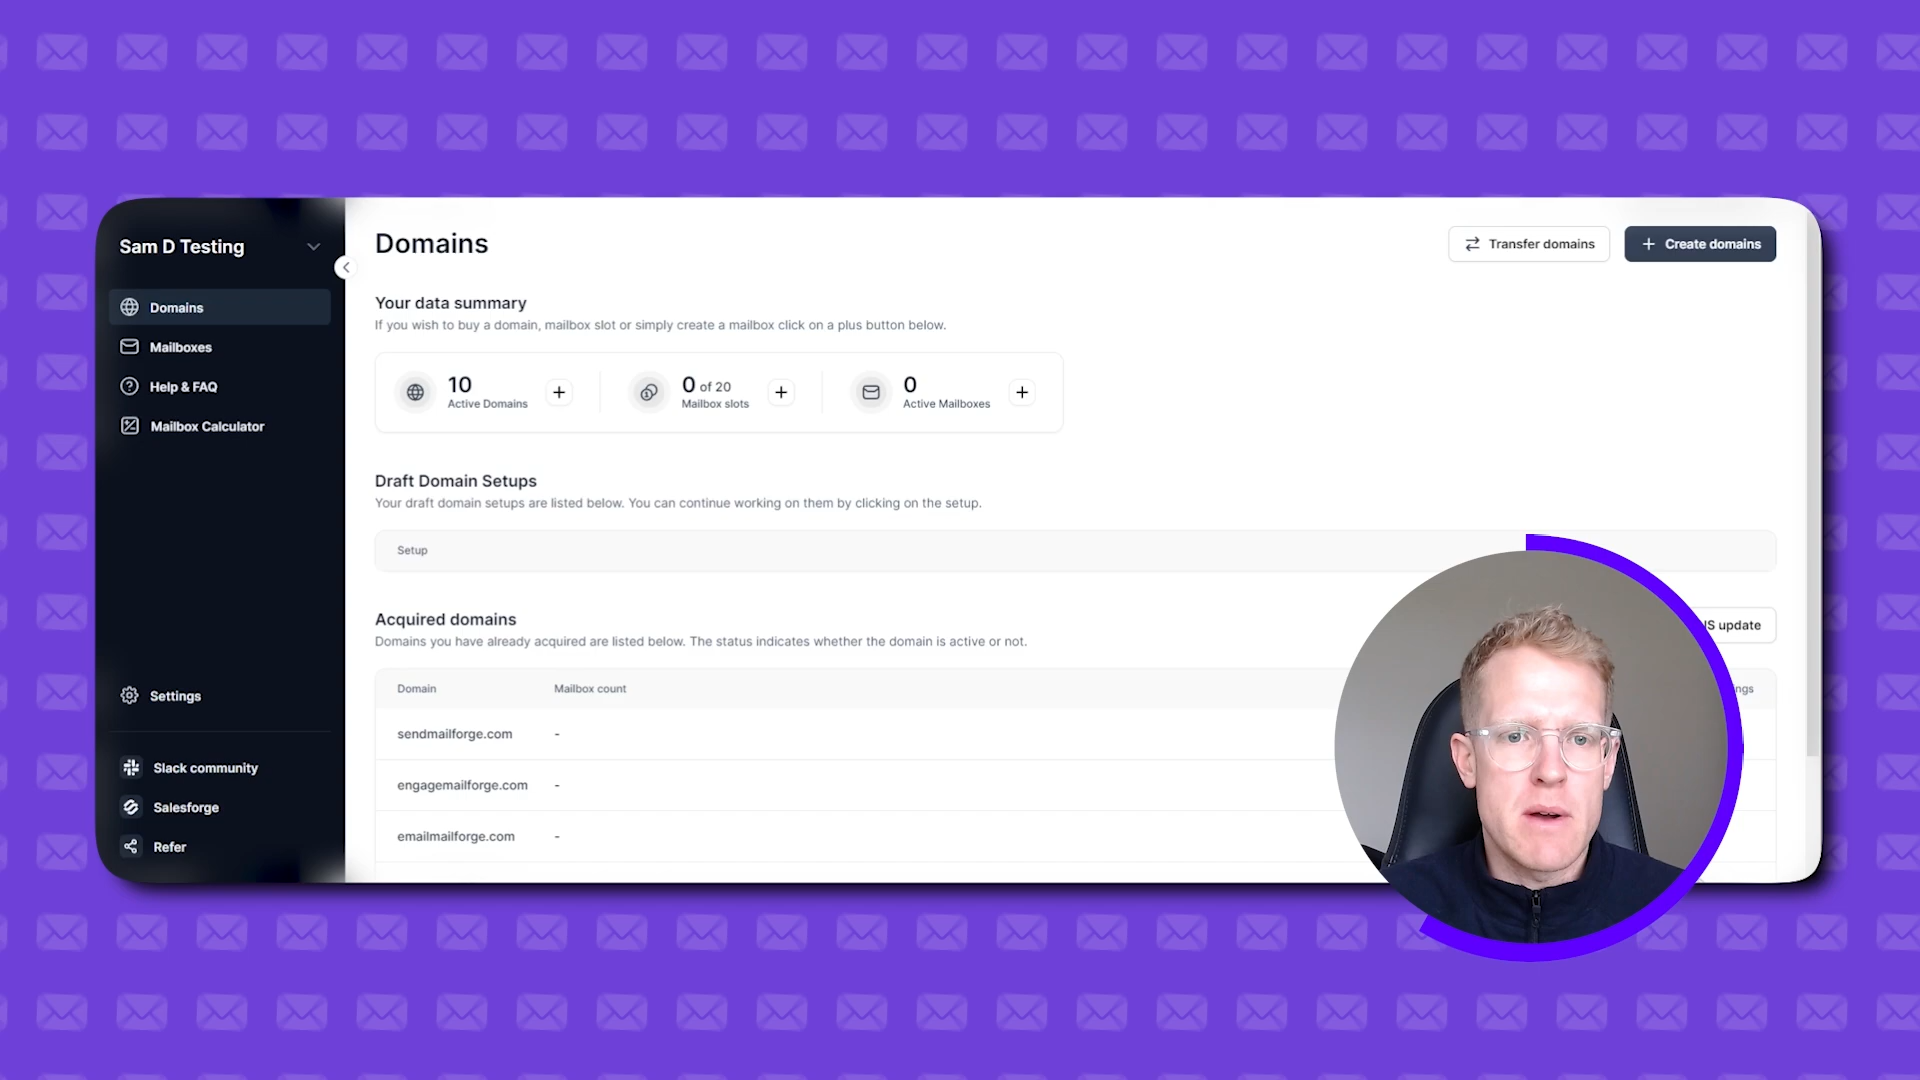 Sam D Testing
Domains
Mailboxes
Help & FAQ
Mailbox Calculator
Settings
Slack community
Salesforge
Refer
Domains
Transfer domains
Create domains
Your data summary
If you wish to buy a domain, mailbox slot or simply create a mailbox click on a plus button below.
10
Active Domains
0 of 20
Mailbox slots
0
Active Mailboxes
Draft Domain Setups
Your draft domain setups are listed below. You can continue working on them by clicking on the setup.
Setup
Acquired domains
update
Domains you have already acquired are listed below. The status indicates whether the domain is active or not.
Domain Mailbox count
sendmailforge.com -
engagemailforge.com -
emailmailforge.com -